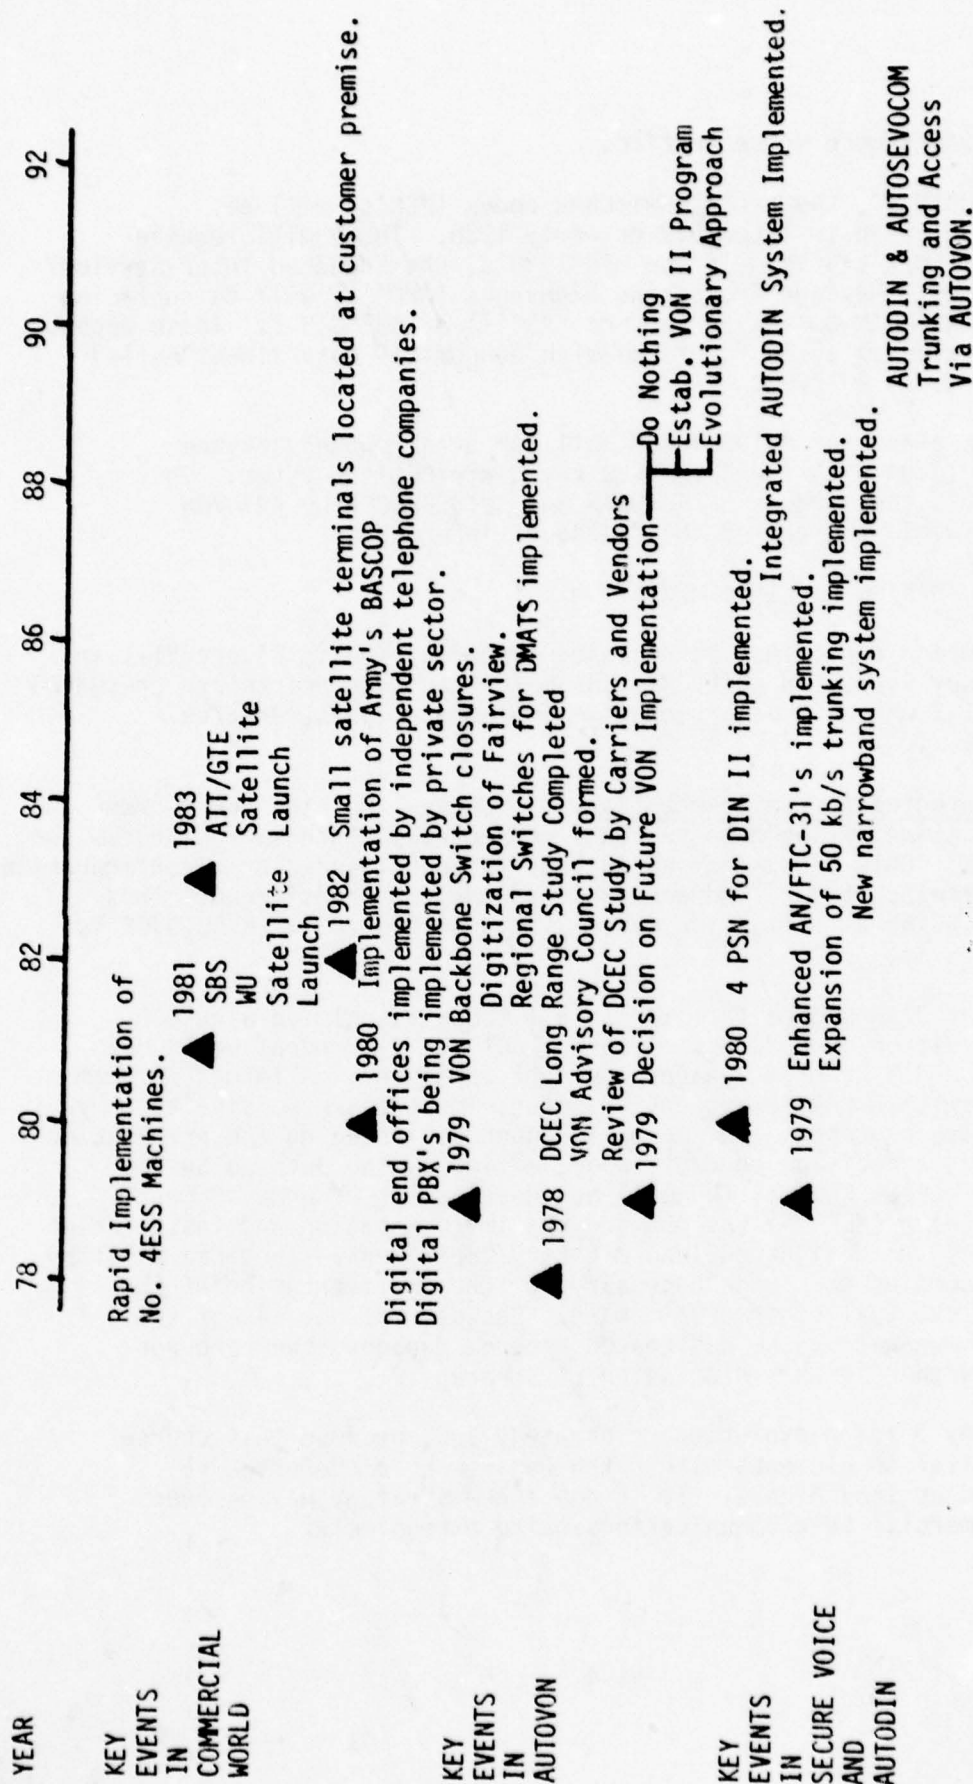 YEAR
78 80 82 84 86 88 90 92
KEY
EVENTS
IN
COMMERCIAL
WORLD
Rapid Implementation of
No. 4ESS Machines.
1981
SBS
WU
Satellite
Launch
1983
ATT/GTE
Satellite
Launch
1982 Small satellite terminals located at customer premise.
1980 Implementation of Army's BASCOP
Digital end offices implemented by independent telephone companies.
Digital PBX's being implemented by private sector.
KEY
EVENTS
IN
AUTOVON
1979 VON Backbone Switch closures.
Digitization of Fairview.
Regional Switches for DMATS implemented.
1978 DCEC Long Range Study Completed
VON Advisory Council formed.
Review of DCEC Study by Carriers and Vendors
1979 Decision on Future VON Implementation
Do Nothing
Estab. VON II Program
Evolutionary Approach
KEY
EVENTS
IN
SECURE VOICE
AND
AUTODIN
1980 4 PSN for DIN II implemented.
Integrated AUTODIN System Implemented.
1979 Enhanced AN/FTC-31's implemented.
Expansion of 50 kb/s trunking implemented.
New narrowband system implemented.
AUTODIN & AUTOSEVOCOM
Trunking and Access
Via AUTOVON.